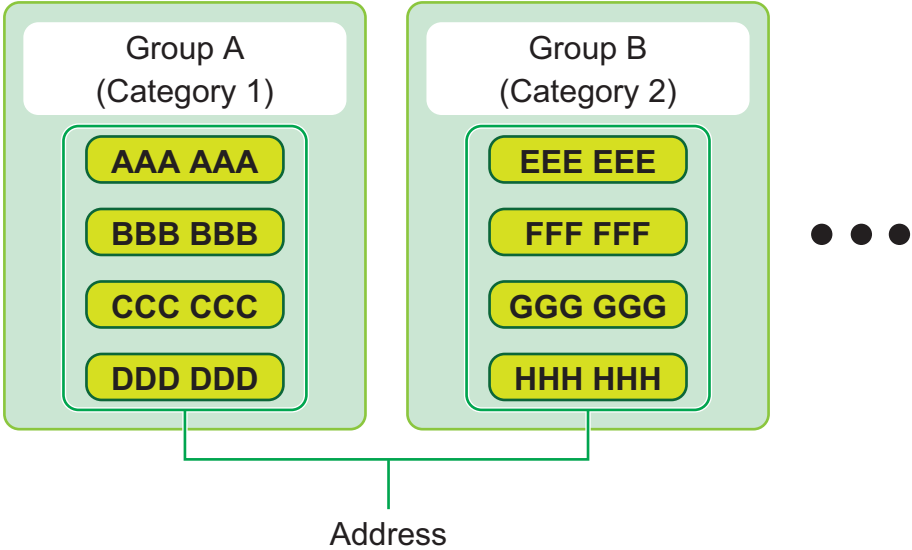 Group A
(Category 1)
AAA AAA
BBB BBB
CCC CCC
DDD DDD
Group B
(Category 2)
EEE EEE
FFF FFF
GGG GGG
HHH HHH
Address